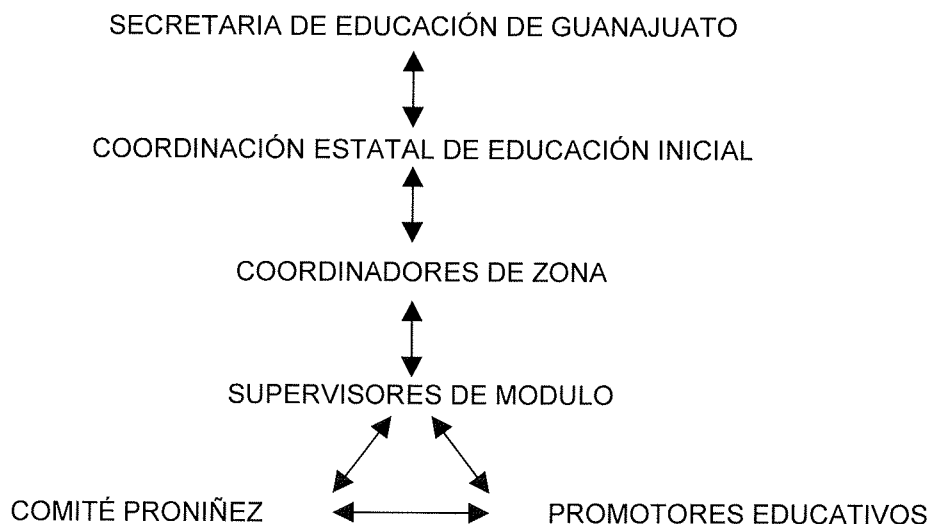 SECRETARIA DE EDUCACIÓN DE GUANAJUATO
COORDINACIÓN ESTATAL DE EDUCACIÓN INICIAL
COORDINADORES DE ZONA
SUPERVISORES DE MODULO
COMITÉ PRONIÑEZ
PROMOTORES EDUCATIVOS